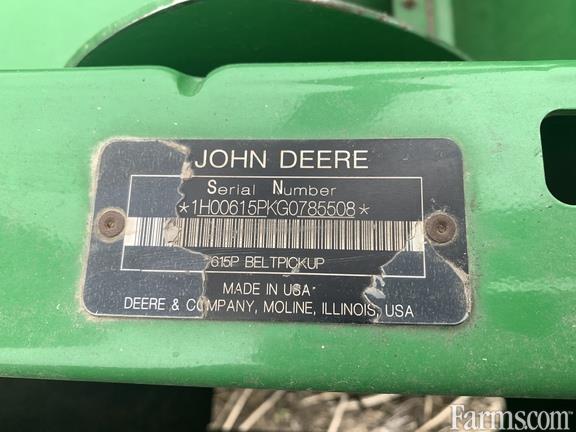 JOHN DEERE
Serial Number
*1H00615PKG0785508*
615P BELTPICKUP
MADE IN USA
DEERE & COMPANY, MOLINE, ILLINOIS, USA
Farms.com